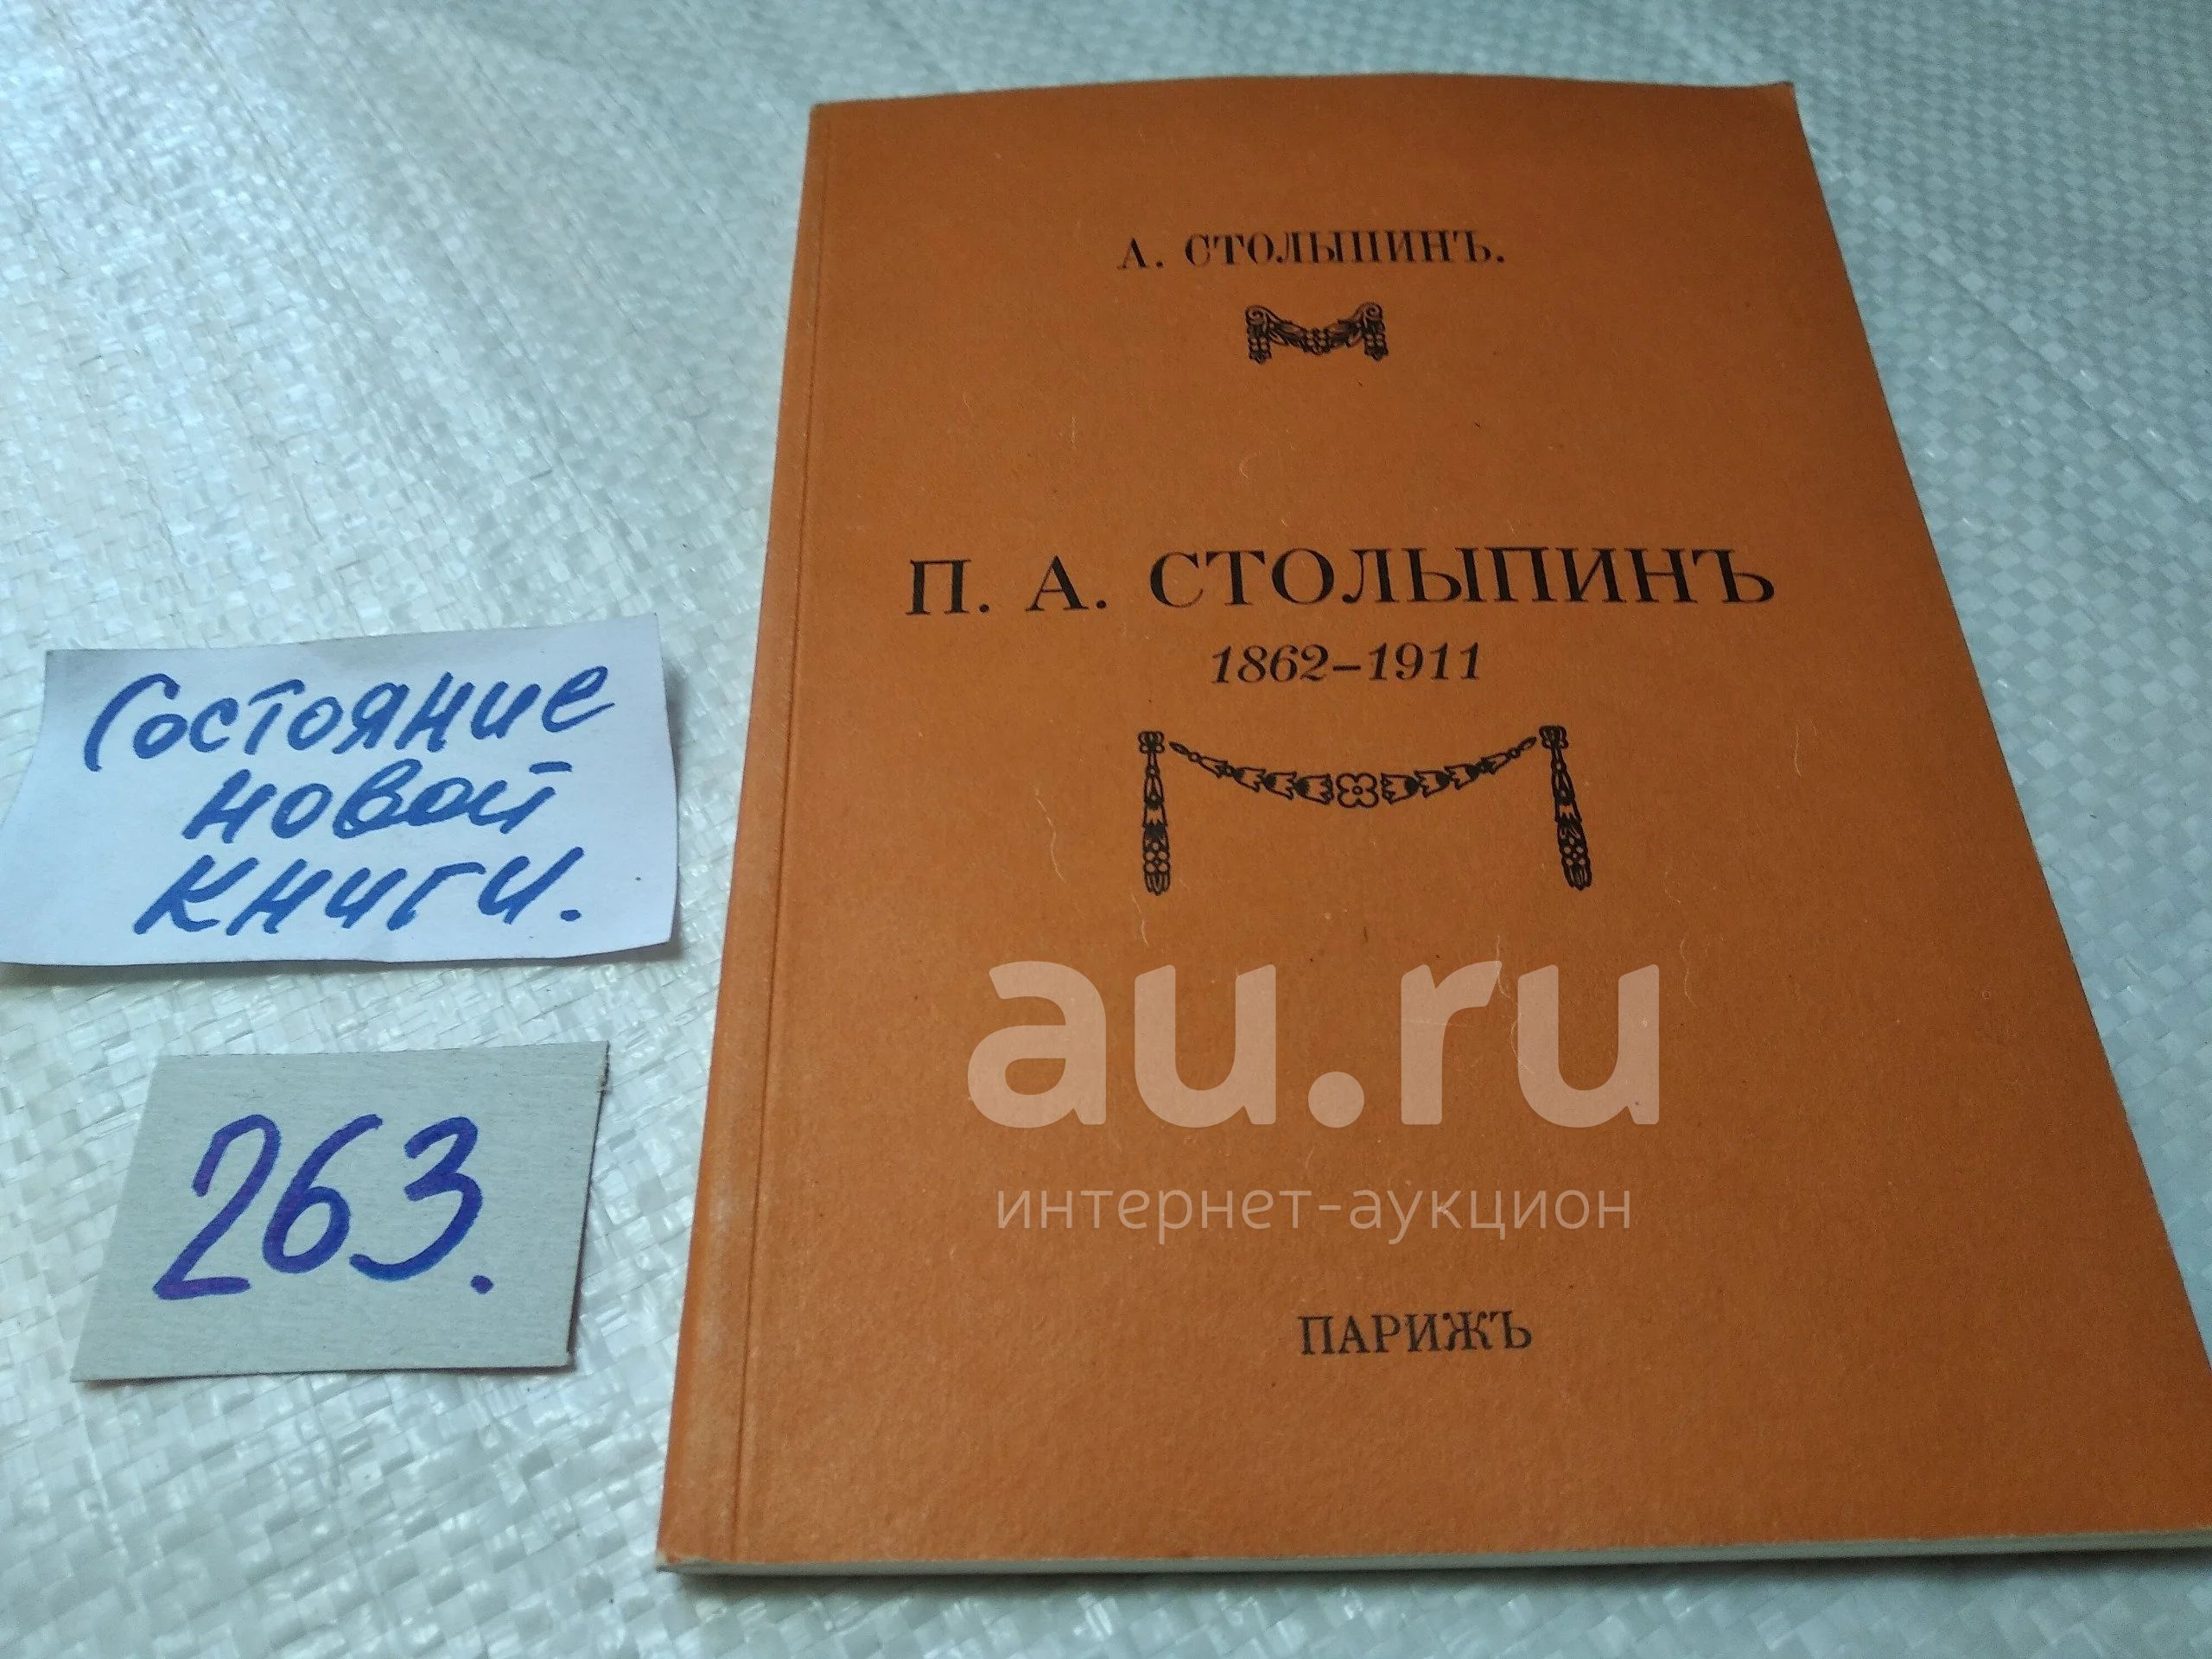 А. СТОЛЫПИНЪ.
П. А. СТОЛЫПИНЪ
1862–1911
ПАРИЖЪ
Состояние
новой
книги.
263.
au.ru
интернет-аукцион